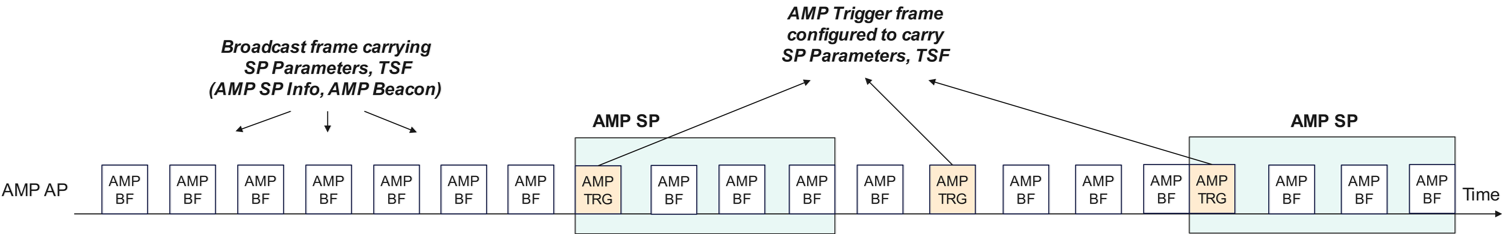 Broadcast frame carrying
SP Parameters, TSF
(AMP SP Info, AMP Beacon)
AMP Trigger frame
configured to carry
SP Parameters, TSF
AMP SP
AMP SP
AMP AP
AMP
BF
AMP
BF
AMP
BF
AMP
BF
AMP
BF
AMP
BF
AMP
BF
AMP
TRG
AMP
BF
AMP
BF
AMP
BF
AMP
BF
AMP
TRG
AMP
BF
AMP
BF
AMP
BF
AMP
TRG
AMP
BF
AMP
BF
AMP
BF
Time